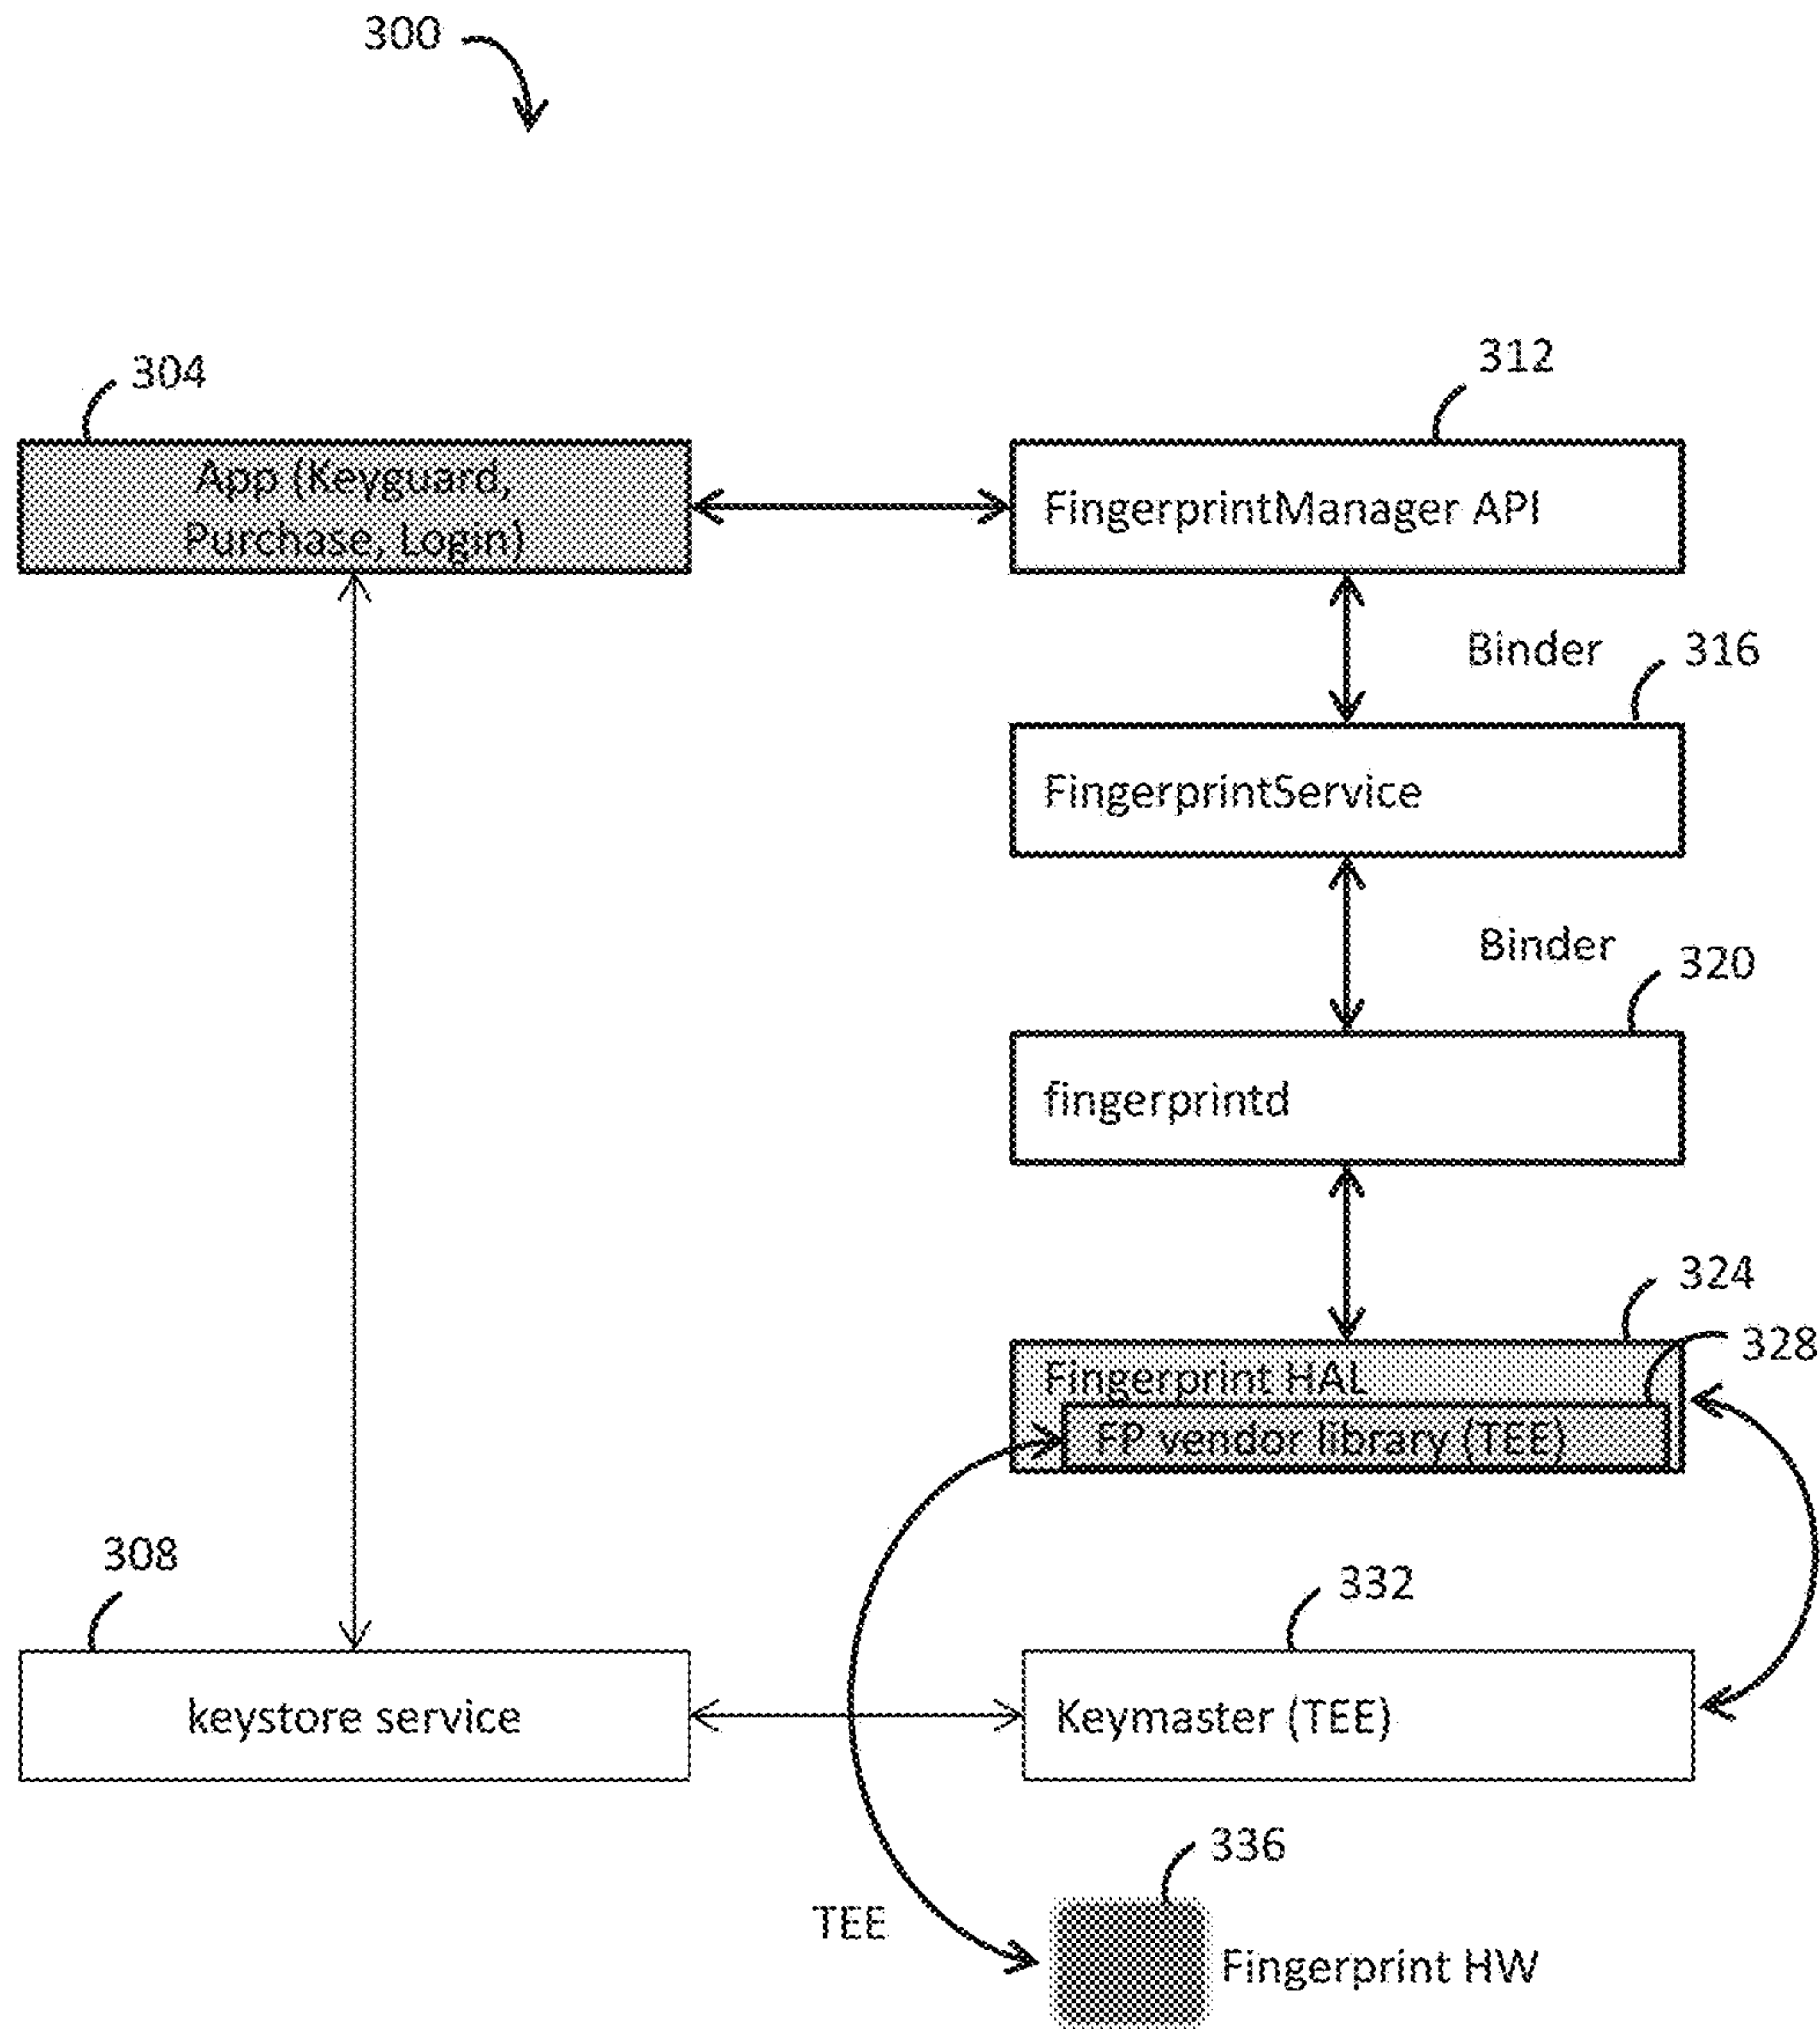 300
304
312
App (Keyguard,
Purchase, Login)
FingerprintManager API
Binder
316
FingerprintService
Binder
320
fingerprintd
324
328
Fingerprint HAL
FP vendor library (TEE)
308
332
keystore service
Keymaster (TEE)
336
TEE
Fingerprint HW